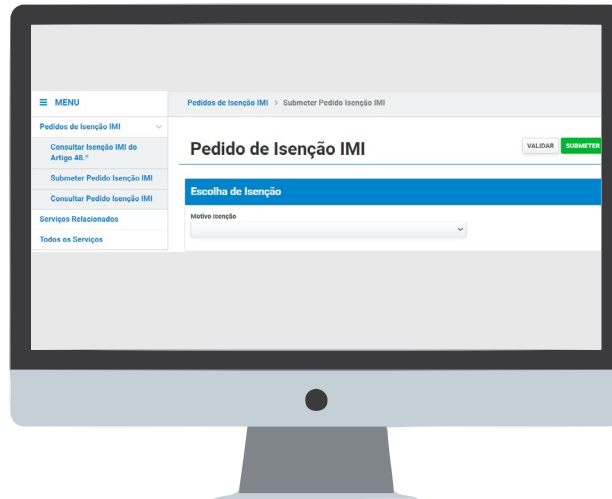 ≡ MENU
Pedidos de Isenção IMI > Submeter Pedido Isenção IMI
Pedidos de Isenção IMI
Consultar Isenção IMI do
Artigo 48.º
Submeter Pedido Isenção IMI
Consultar Pedido Isenção IMI
Serviços Relacionados
Todos os Serviços
Pedido de Isenção IMI
VALIDAR
SUBMETER
Escolha de Isenção
Motivo Isenção